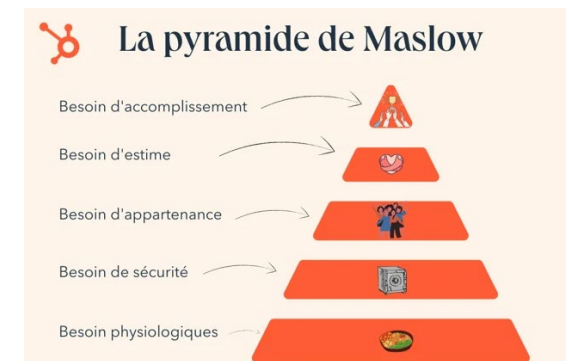 La pyramide de Maslow
Besoin d'accomplissement
Besoin d'estime
Besoin d'appartenance
Besoin de sécurité
Besoin physiologiques